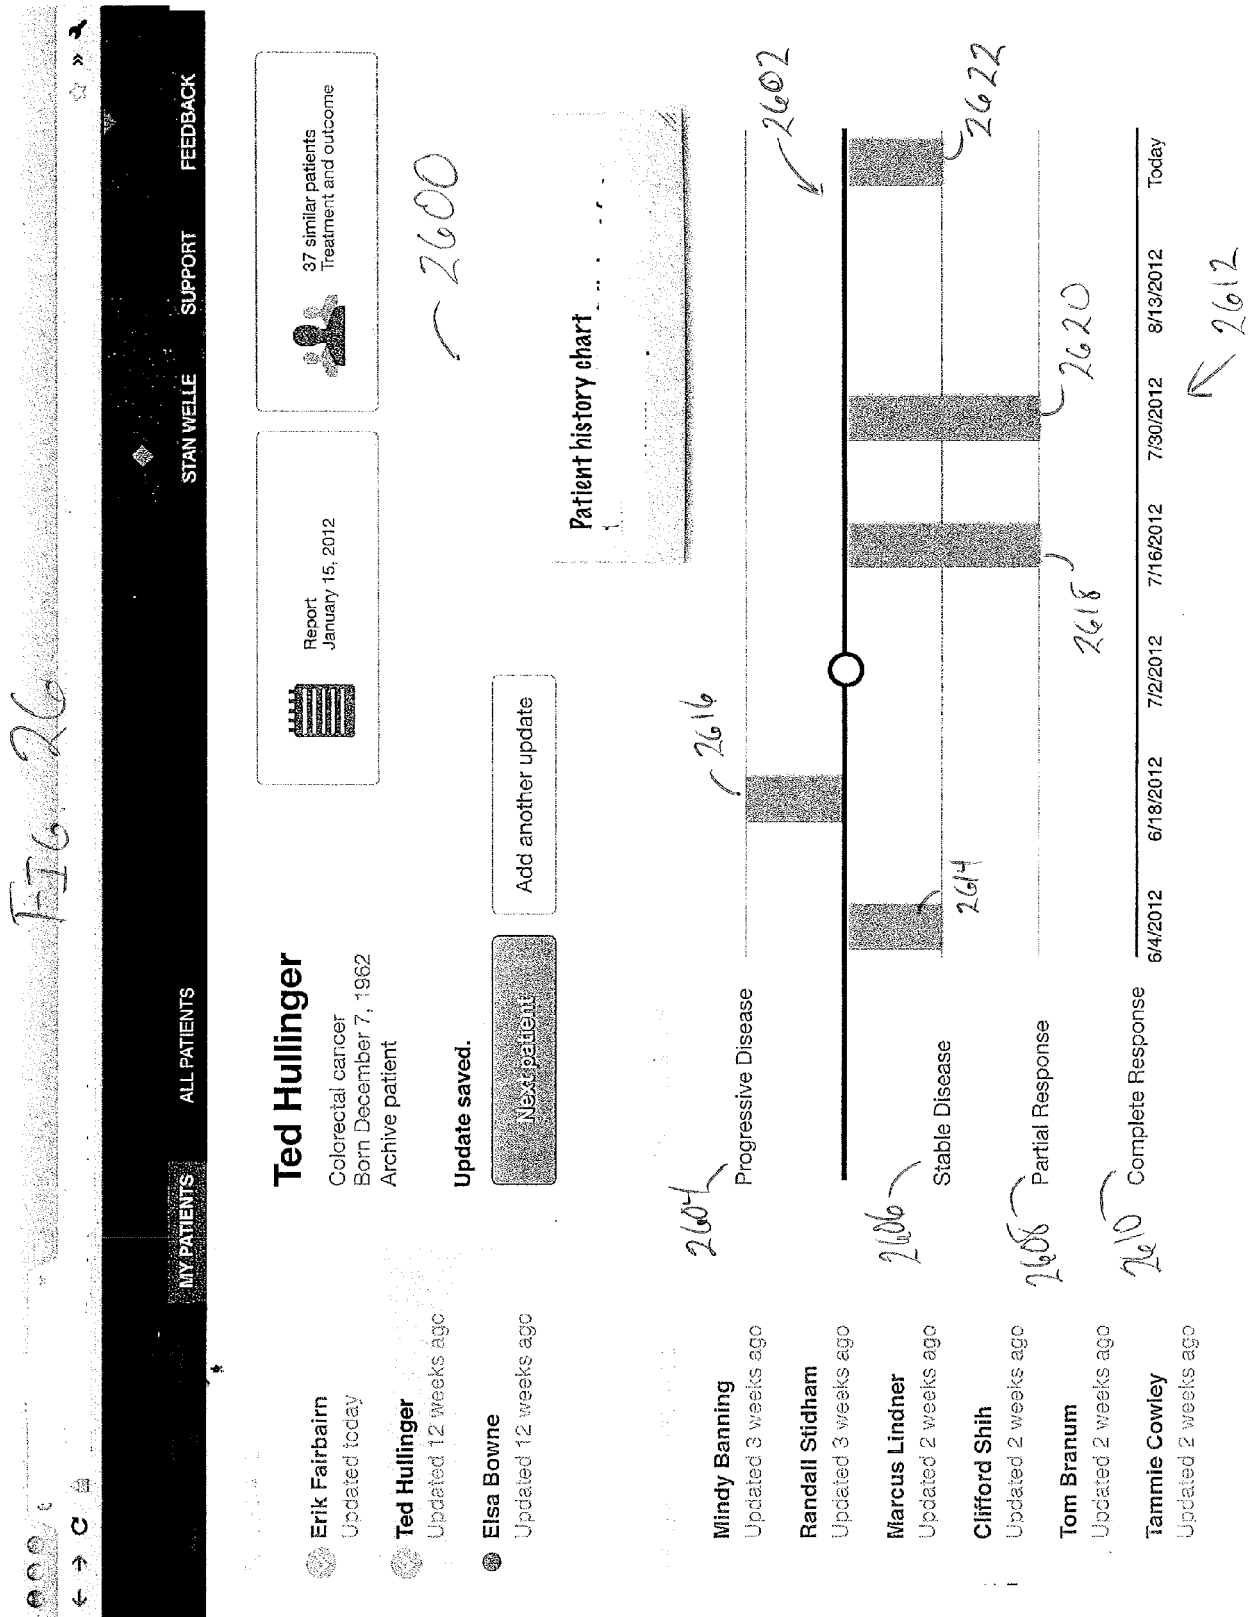 FIG. 26
MY PATIENTS
ALL PATIENTS
STAN WELLE
SUPPORT
FEEDBACK
Erik Fairbairn
Updated today
Ted Hullinger
Updated 12 weeks ago
Elsa Bowne
Updated 12 weeks ago
Mindy Banning
Updated 3 weeks ago
Randall Stidham
Updated 3 weeks ago
Marcus Lindner
Updated 2 weeks ago
Clifford Shih
Updated 2 weeks ago
Tom Branum
Updated 2 weeks ago
Tammie Cowley
Updated 2 weeks ago
Ted Hullinger
Colorectal cancer
Born December 7, 1962
Archive patient
Report
January 15, 2012
37 similar patients
Treatment and outcome
2600
Update saved.
Next patient
Add another update
Patient history chart
2604
Progressive Disease
2616
2602
2606
Stable Disease
2614
2622
2608
Partial Response
2618
2620
2610
Complete Response
6/4/2012
6/18/2012
7/2/2012
7/16/2012
7/30/2012
8/13/2012
Today
2612